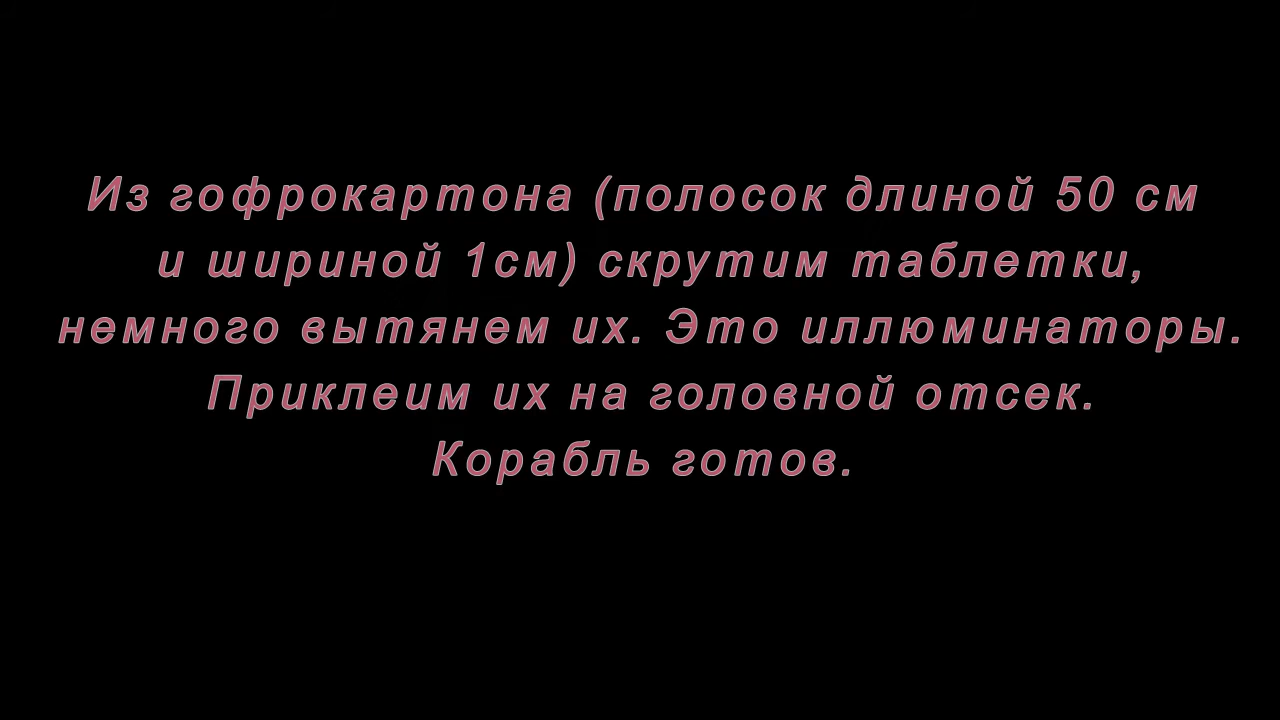 Из гофрокартона (полосок длиной 50 см
и шириной 1см) скрутим таблетки,
немного вытянем их. Это иллюминаторы.
Приклеим их на головной отсек.
Корабль готов.